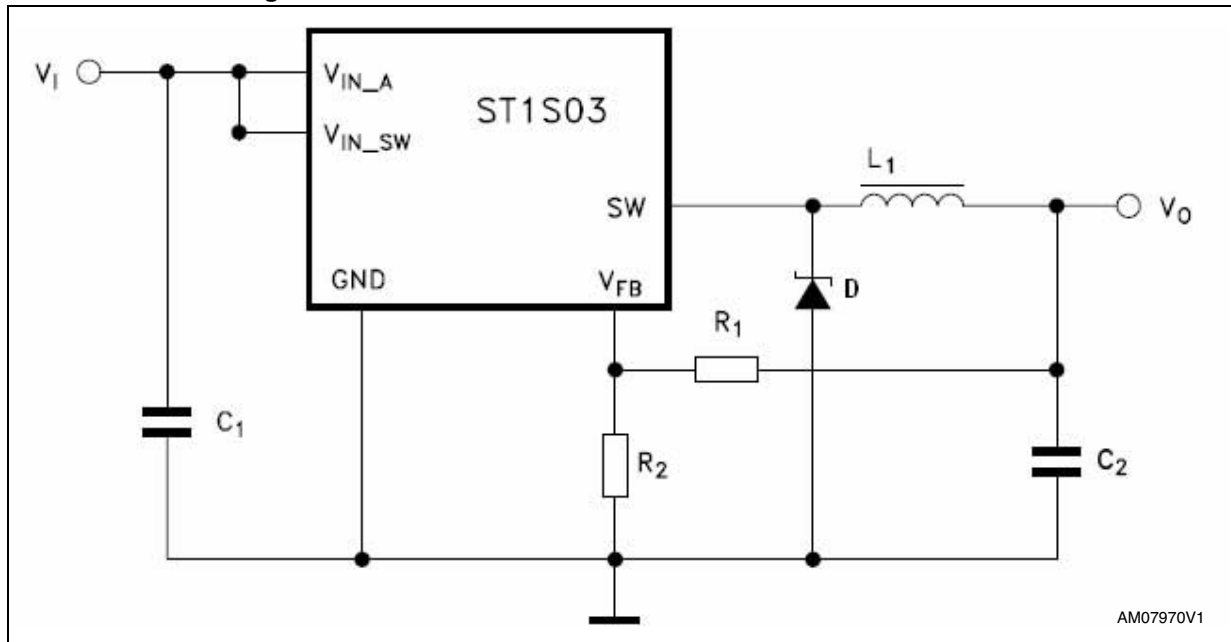 V_I
V_IN_A
V_IN_SW
ST1S03
SW
L_1
V_O
GND
V_FB
D
R_1
C_1
R_2
C_2
AM07970V1